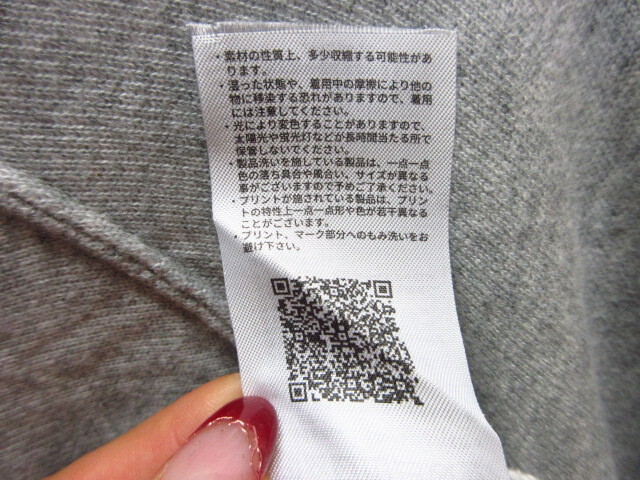 ・素材の性質上、多少収縮する可能性があ
ります。
・湿った状態や、着用中の摩擦により他の
物に移染する恐れがありますので、着用
には注意してください。
・光により変色することがありますので、
太陽光や蛍光灯などが長時間当たる所で
保管しないでください。
・製品洗いを施している製品は、一点一点
色の落ち具合や風合い、サイズが異なる
事がございますので予めご了承ください。
・プリントが施されている製品は、プリン
トの特性上一点一点形や色が若干異なる
ことがございます。
・プリント、マーク部分へのもみ洗いをお
避け下さい。